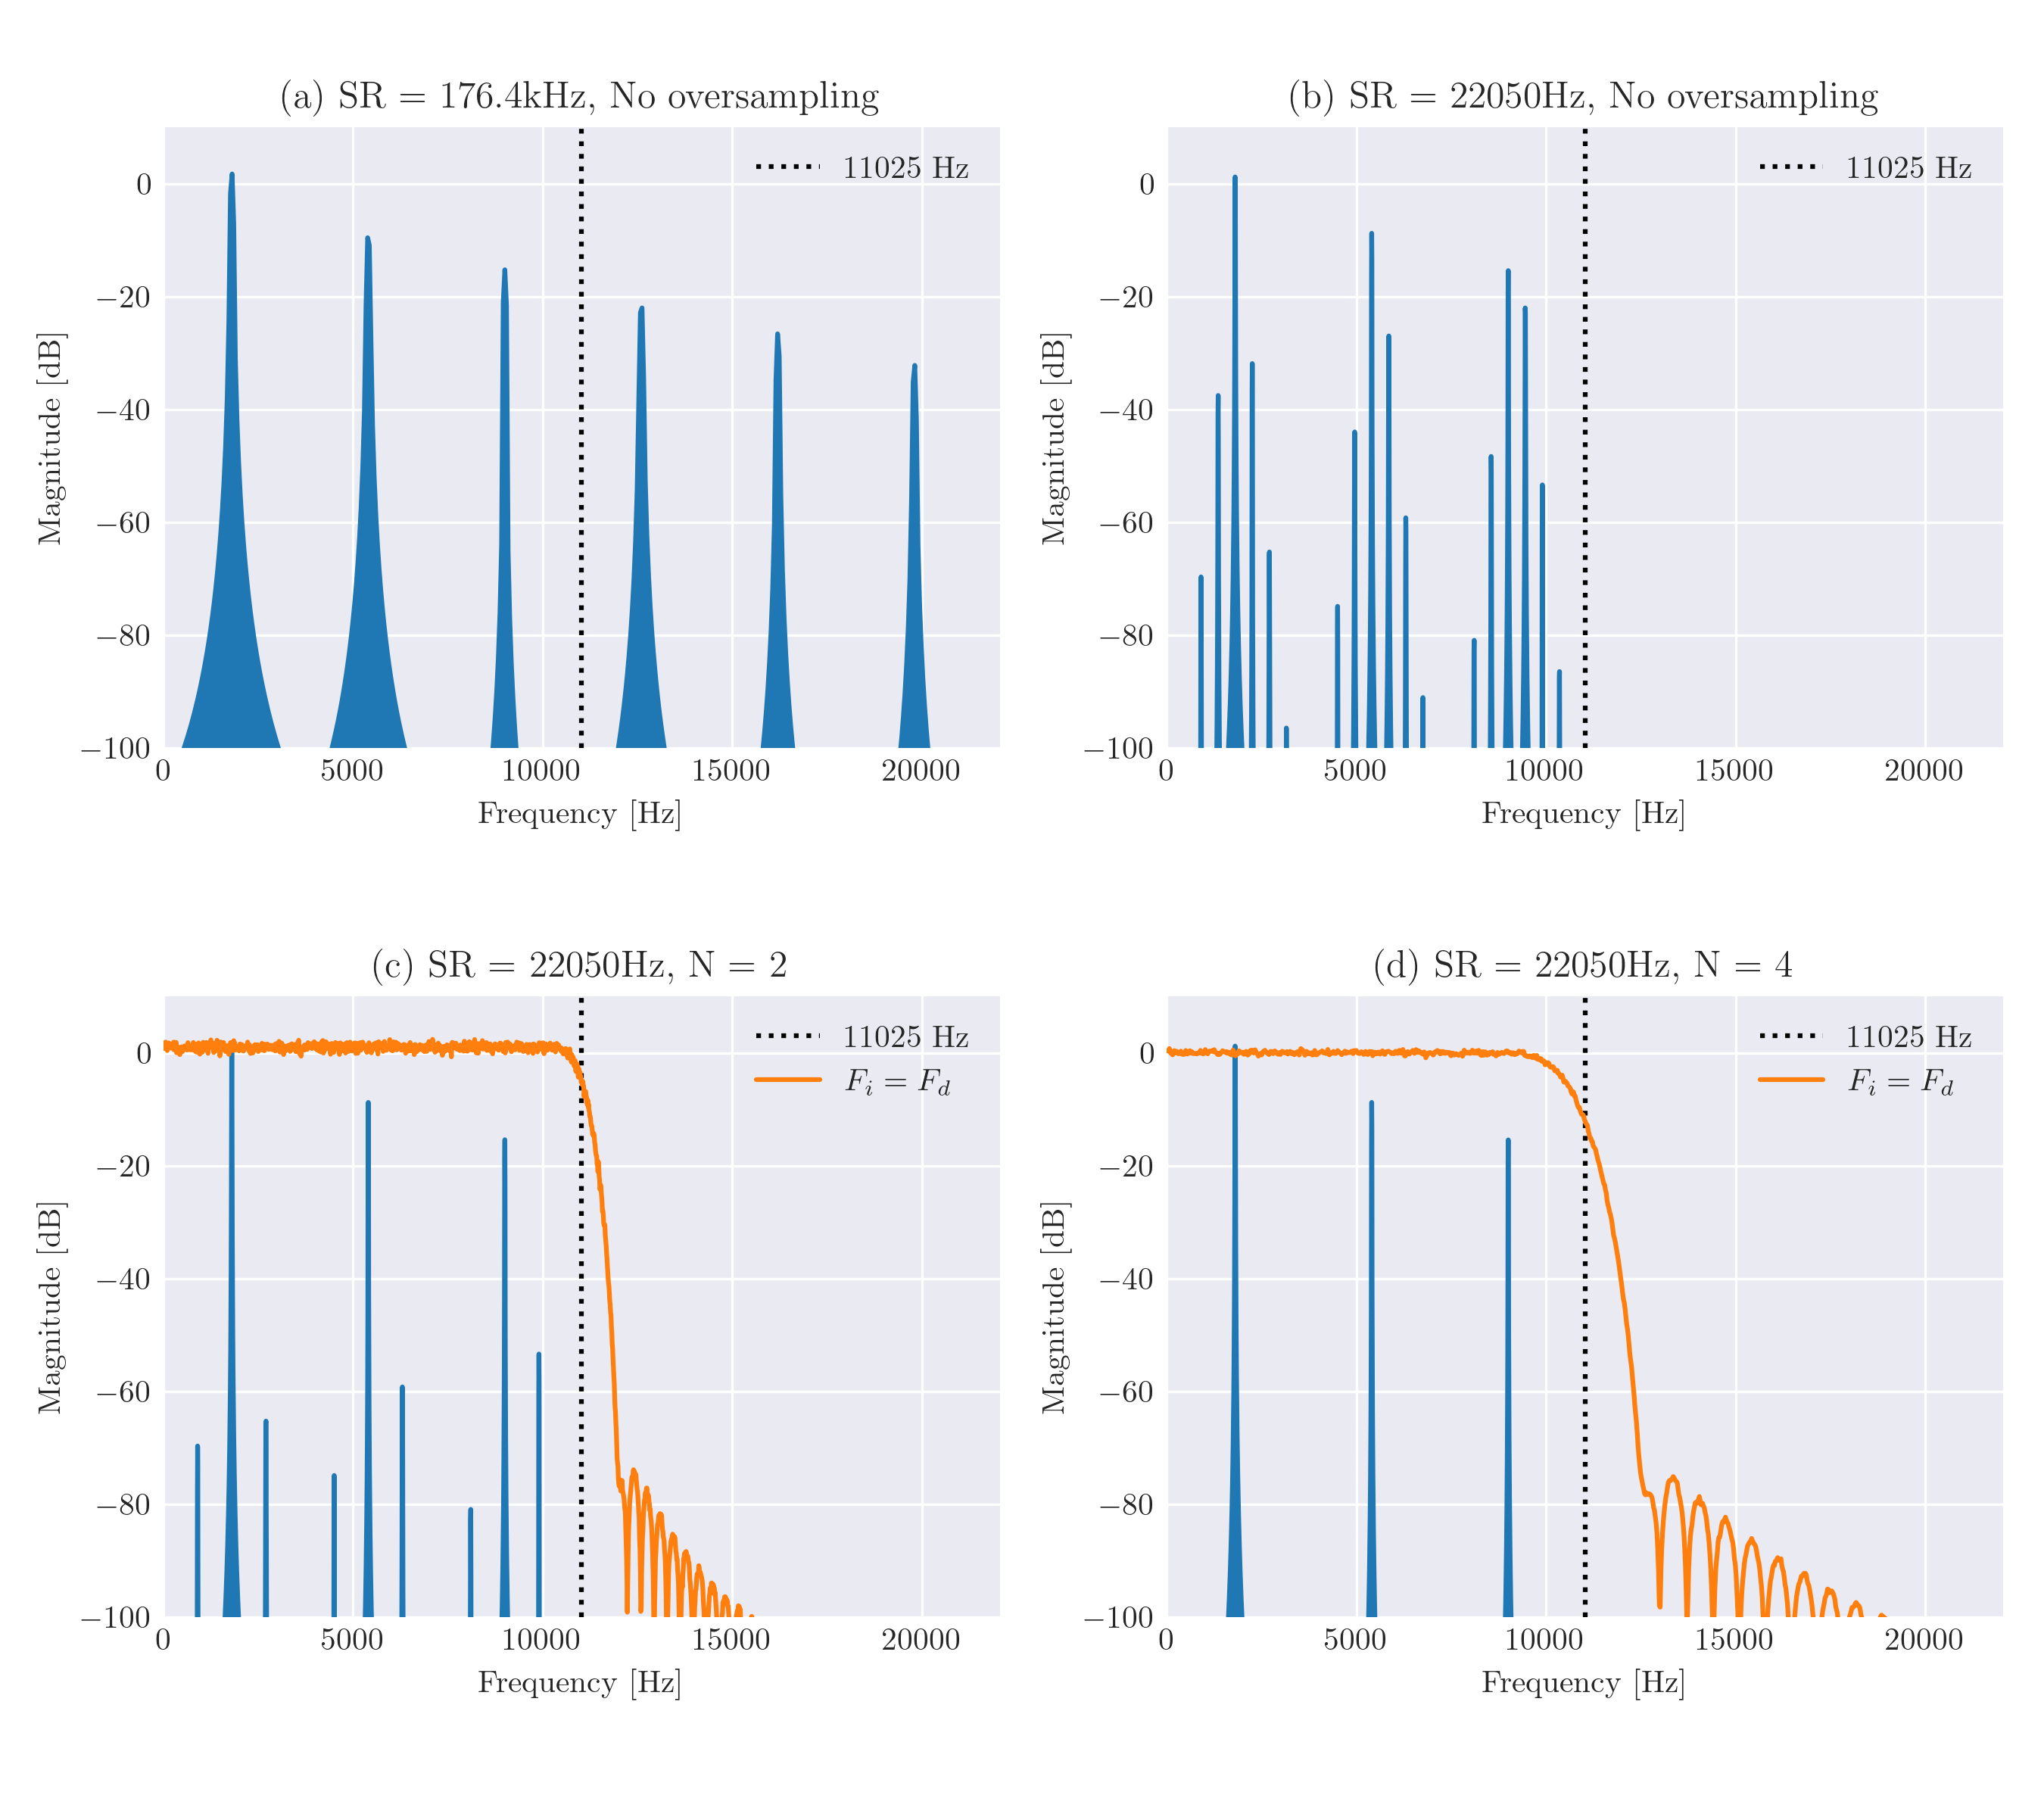 (a) SR = 176.4kHz, No oversampling
11025 Hz
0
−20
−40
−60
−80
−100
Magnitude [dB]
0 5000 10000 15000 20000
Frequency [Hz]
(b) SR = 22050Hz, No oversampling
11025 Hz
0
−20
−40
−60
−80
−100
Magnitude [dB]
0 5000 10000 15000 20000
Frequency [Hz]
(c) SR = 22050Hz, N = 2
11025 Hz
F_i = F_d
0
−20
−40
−60
−80
−100
Magnitude [dB]
0 5000 10000 15000 20000
Frequency [Hz]
(d) SR = 22050Hz, N = 4
11025 Hz
F_i = F_d
0
−20
−40
−60
−80
−100
Magnitude [dB]
0 5000 10000 15000 20000
Frequency [Hz]